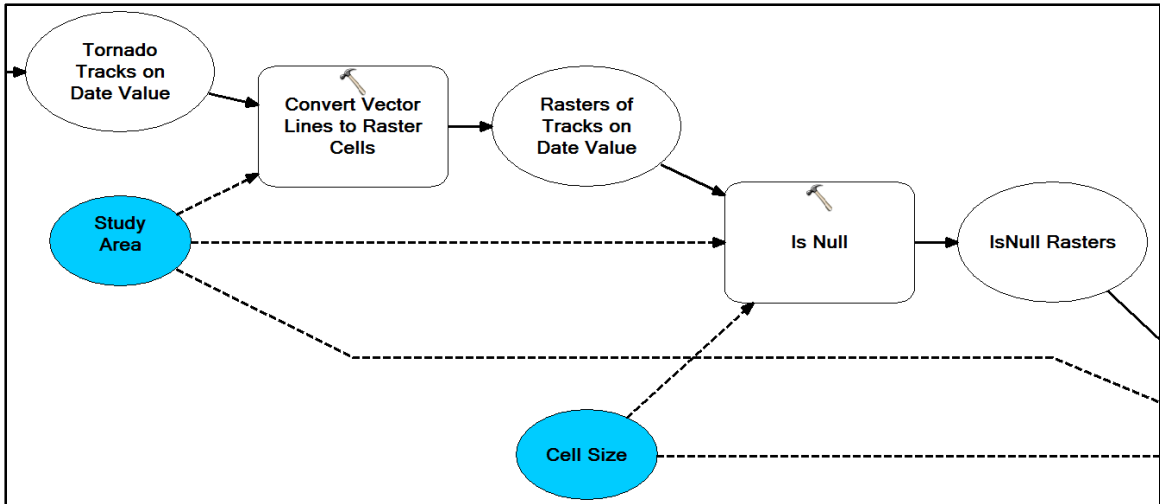 Tornado
Tracks on
Date Value
Convert Vector
Lines to Raster
Cells
Rasters of
Tracks on
Date Value
Study
Area
Is Null
IsNull Rasters
Cell Size